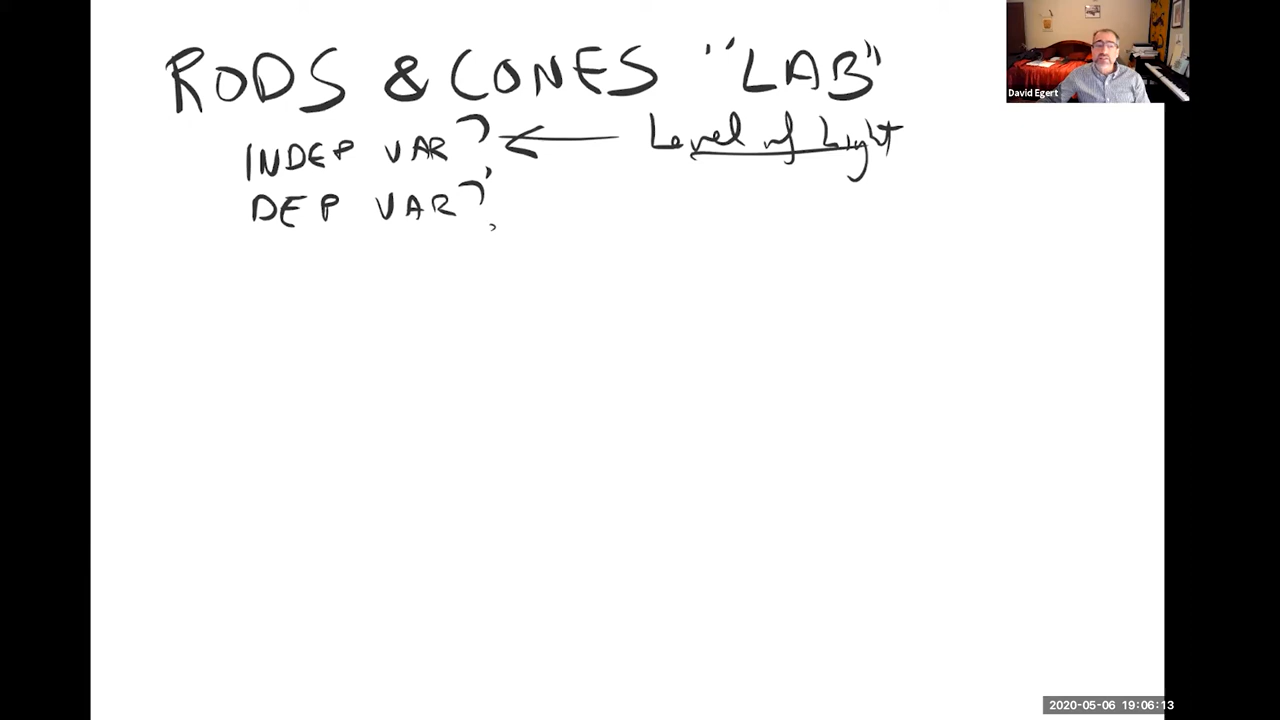 RODS & CONES "LAB"
INDEP VAR? ← Level of Light
DEP VAR?
David Egert
2020-05-06 19:06:13